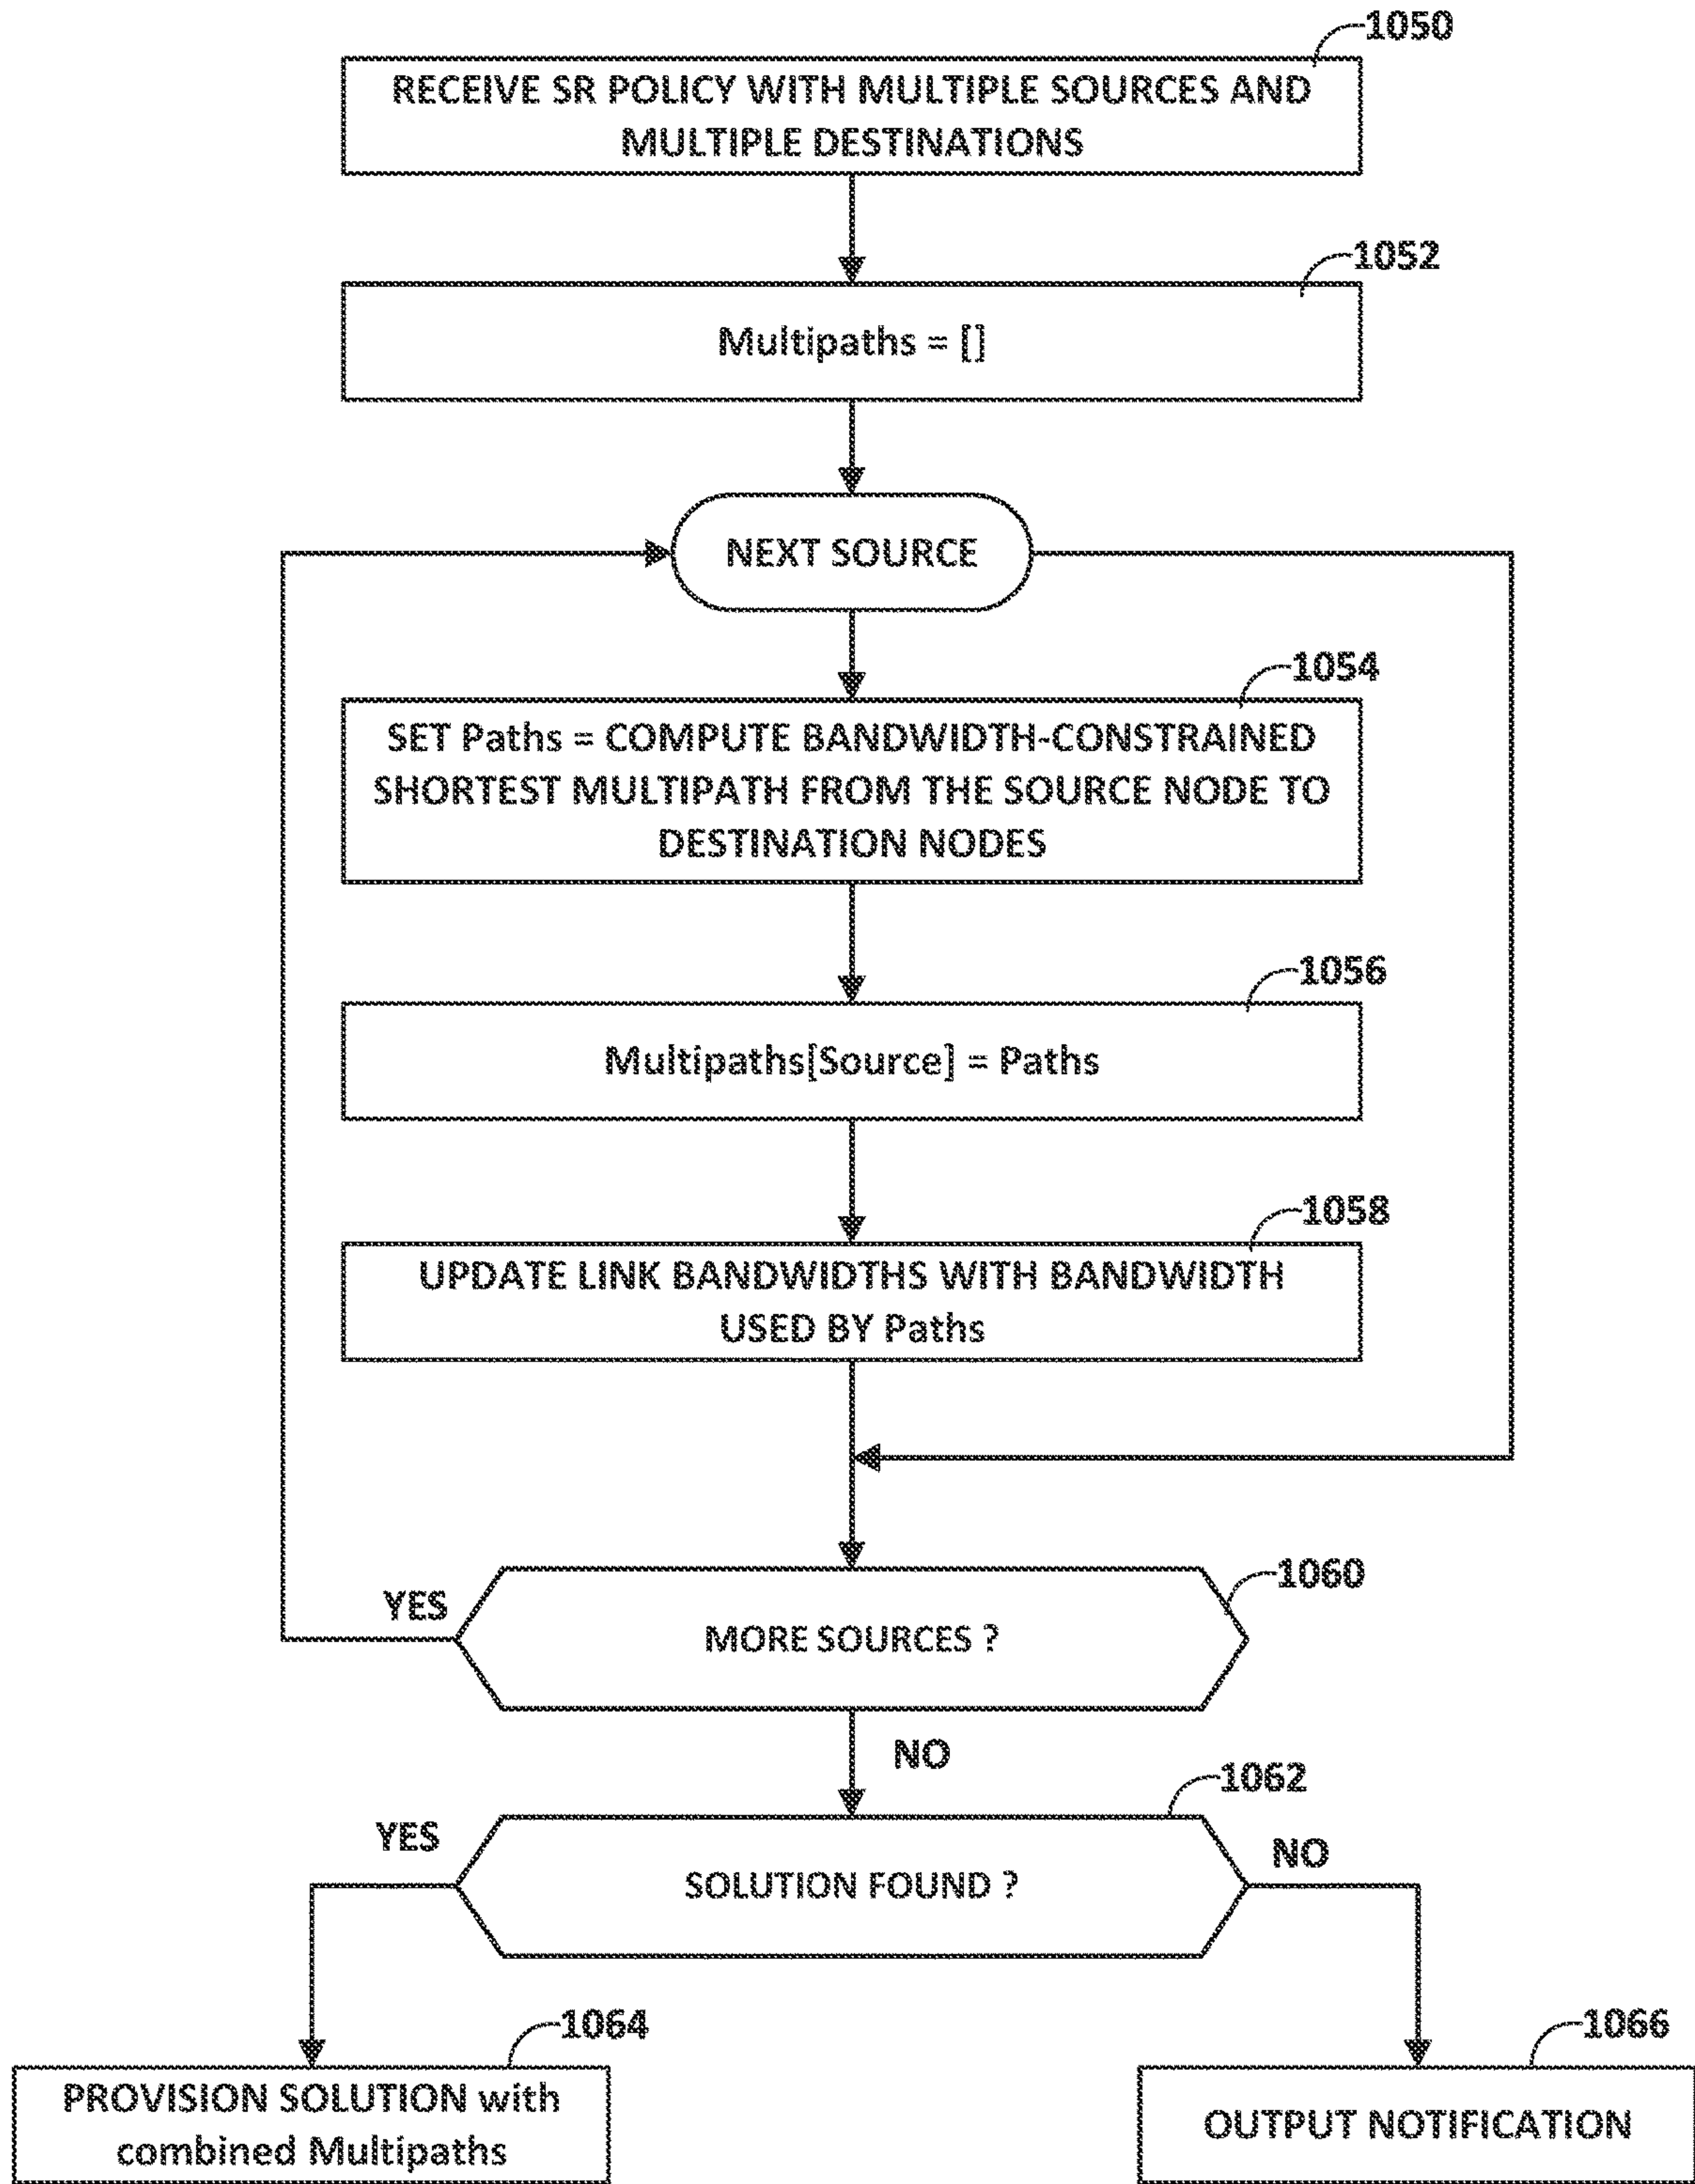 1050
RECEIVE SR POLICY WITH MULTIPLE SOURCES AND
MULTIPLE DESTINATIONS
1052
Multipaths = []
NEXT SOURCE
1054
SET Paths = COMPUTE BANDWIDTH-CONSTRAINED
SHORTEST MULTIPATH FROM THE SOURCE NODE TO
DESTINATION NODES
1056
Multipaths[Source] = Paths
1058
UPDATE LINK BANDWIDTHS WITH BANDWIDTH
USED BY Paths
1060
YES
MORE SOURCES ?
NO
1062
YES
NO
SOLUTION FOUND ?
1064
PROVISION SOLUTION with
combined Multipaths
1066
OUTPUT NOTIFICATION